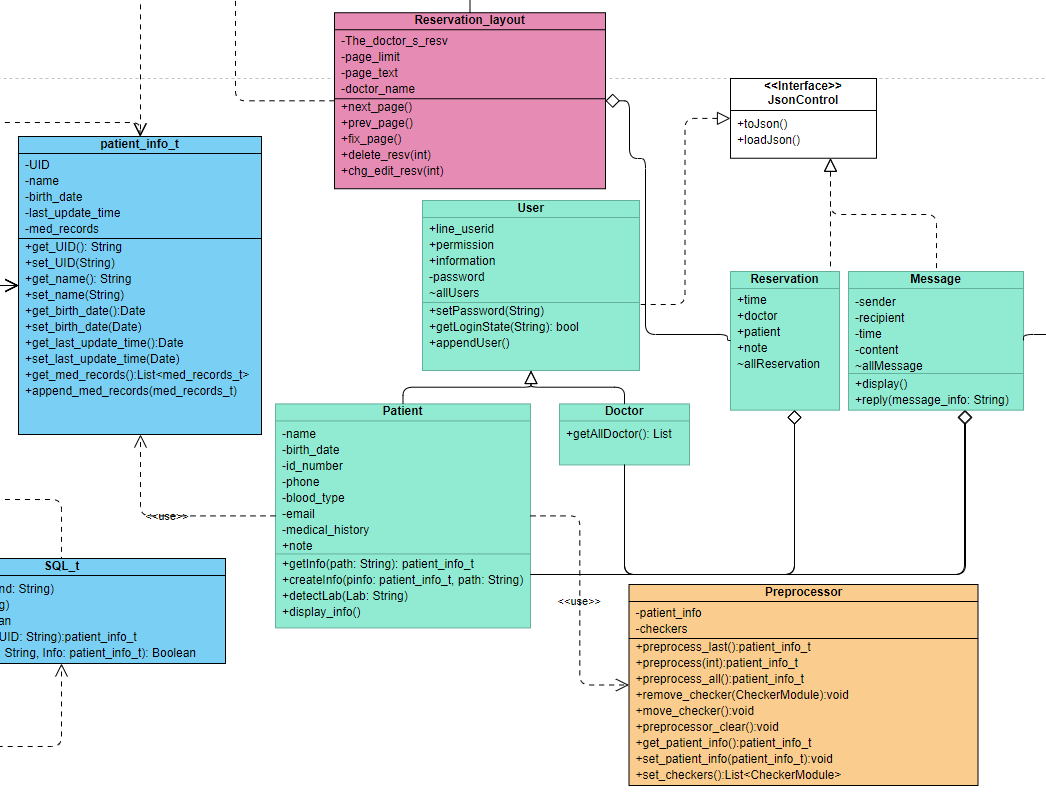 Reservation_layout
-The_doctor_s_resv
-page_limit
-page_text
-doctor_name
+next_page()
+prev_page()
+fix_page()
+delete_resv(int)
+chg_edit_resv(int)
<<Interface>>
JsonControl
+toJson()
+loadJson()
patient_info_t
-UID
-name
-birth_date
-last_update_time
-med_records
+get_UID(): String
+set_UID(String)
+get_name(): String
+set_name(String)
+get_birth_date():Date
+set_birth_date(Date)
+get_last_update_time():Date
+set_last_update_time(Date)
+get_med_records():List<med_records_t>
+append_med_records(med_records_t)
User
+line_userid
+permission
+information
-password
~allUsers
+setPassword(String)
+getLoginState(String): bool
+appendUser()
Reservation
+time
+doctor
+patient
+note
~allReservation
Message
-sender
-recipient
-time
-content
~allMessage
+display()
+reply(message_info: String)
Patient
-name
-birth_date
-id_number
-phone
-blood_type
-email
-medical_history
+note
+getInfo(path: String): patient_info_t
+createInfo(pinfo: patient_info_t, path: String)
+detectLab(Lab: String)
+display_info()
Doctor
+getAllDoctor(): List
<<use>>
<<use>>
SQL_t
nd: String)
g)
an
UID: String):patient_info_t
String, Info: patient_info_t): Boolean
Preprocessor
-patient_info
-checkers
+preprocess_last():patient_info_t
+preprocess(int):patient_info_t
+preprocess_all():patient_info_t
+remove_checker(CheckerModule):void
+move_checker():void
+preprocessor_clear():void
+get_patient_info():patient_info_t
+set_patient_info(patient_info_t):void
+set_checkers():List<CheckerModule>